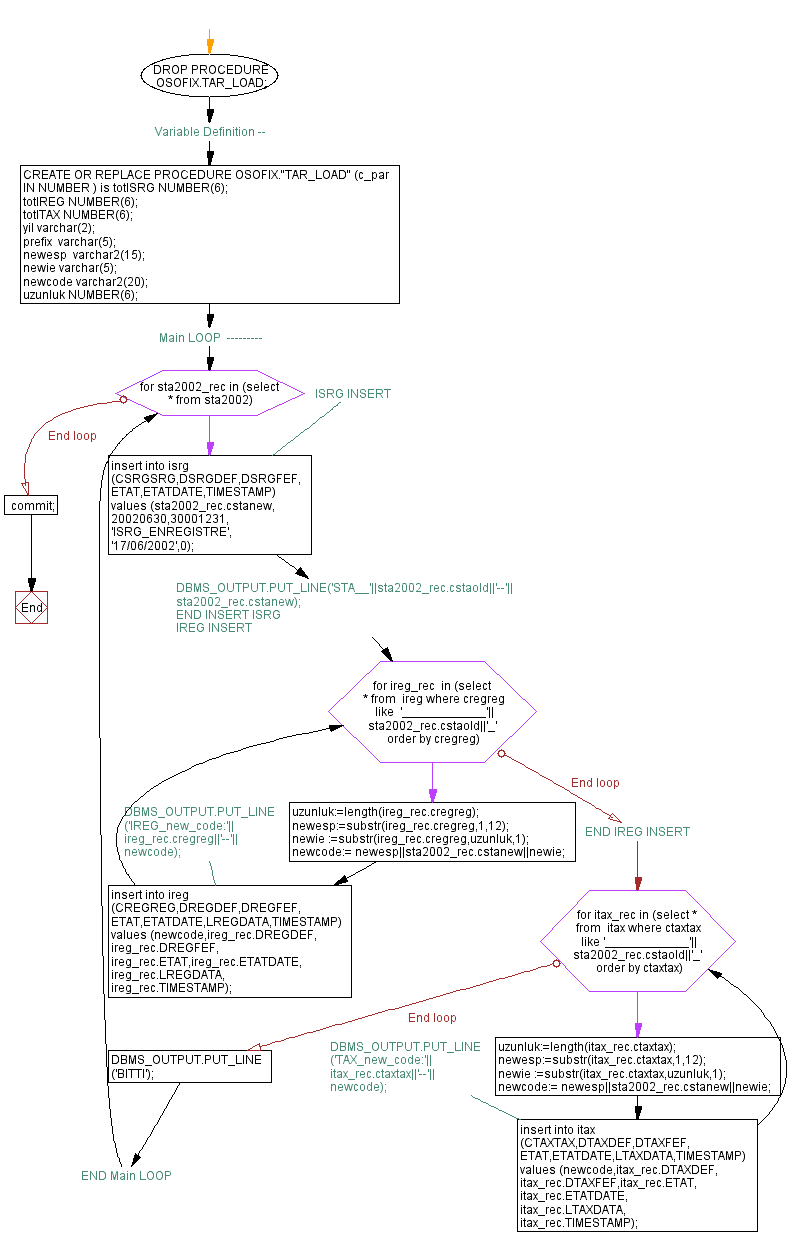 DROP PROCEDURE
OSOFIX.TAR_LOAD;
Variable Definition --
CREATE OR REPLACE PROCEDURE OSOFIX."TAR_LOAD" (c_par
IN NUMBER ) is totISRG NUMBER(6);
totIREG NUMBER(6);
totITAX NUMBER(6);
yil varchar(2);
prefix  varchar(5);
newesp  varchar2(15);
newie varchar(5);
newcode varchar2(20);
uzunluk NUMBER(6);
Main LOOP  ---------
for sta2002_rec in (select
* from sta2002)
ISRG INSERT
End loop
insert into isrg
(CSRGSRG,DSRGDEF,DSRGFEF,
ETAT,ETATDATE,TIMESTAMP)
values (sta2002_rec.cstanew,
20020630,30001231,
'ISRG_ENREGISTRE',
'17/06/2002',0);
commit;
End
DBMS_OUTPUT.PUT_LINE('STA__'||sta2002_rec.cstaold||'--'||
sta2002_rec.cstanew);
END INSERT ISRG
IREG INSERT
for ireg_rec  in (select
* from  ireg where cregreg
like  '_____________'||
sta2002_rec.cstaold||'_'
order by cregreg)
End loop
DBMS_OUTPUT.PUT_LINE
('IREG_new_code:'||
ireg_rec.cregreg||'--'||
newcode);
uzunluk:=length(ireg_rec.cregreg);
newesp:=substr(ireg_rec.cregreg,1,12);
newie :=substr(ireg_rec.cregreg,uzunluk,1);
newcode:= newesp||sta2002_rec.cstanew||newie;
END IREG INSERT
insert into ireg
(CREGREG,DREGDEF,DREGFEF,
ETAT,ETATDATE,LREGDATA,TIMESTAMP)
values (newcode,ireg_rec.DREGDEF,
ireg_rec.DREGFEF,
ireg_rec.ETAT,ireg_rec.ETATDATE,
ireg_rec.LREGDATA,
ireg_rec.TIMESTAMP);
for itax_rec in (select *
from  itax where ctaxtax
like '_____________'||
sta2002_rec.cstaold||'_'
order by ctaxtax)
End loop
DBMS_OUTPUT.PUT_LINE
('BITTI');
DBMS_OUTPUT.PUT_LINE
('TAX_new_code:'||
itax_rec.ctaxtax||'--'||
newcode);
uzunluk:=length(itax_rec.ctaxtax);
newesp:=substr(itax_rec.ctaxtax,1,12);
newie :=substr(itax_rec.ctaxtax,uzunluk,1);
newcode:= newesp||sta2002_rec.cstanew||newie;
insert into itax
(CTAXTAX,DTAXDEF,DTAXFEF,
ETAT,ETATDATE,LTAXDATA,TIMESTAMP)
values (newcode,itax_rec.DTAXDEF,
itax_rec.DTAXFEF,itax_rec.ETAT,
itax_rec.ETATDATE,
itax_rec.LTAXDATA,
itax_rec.TIMESTAMP);
END Main LOOP